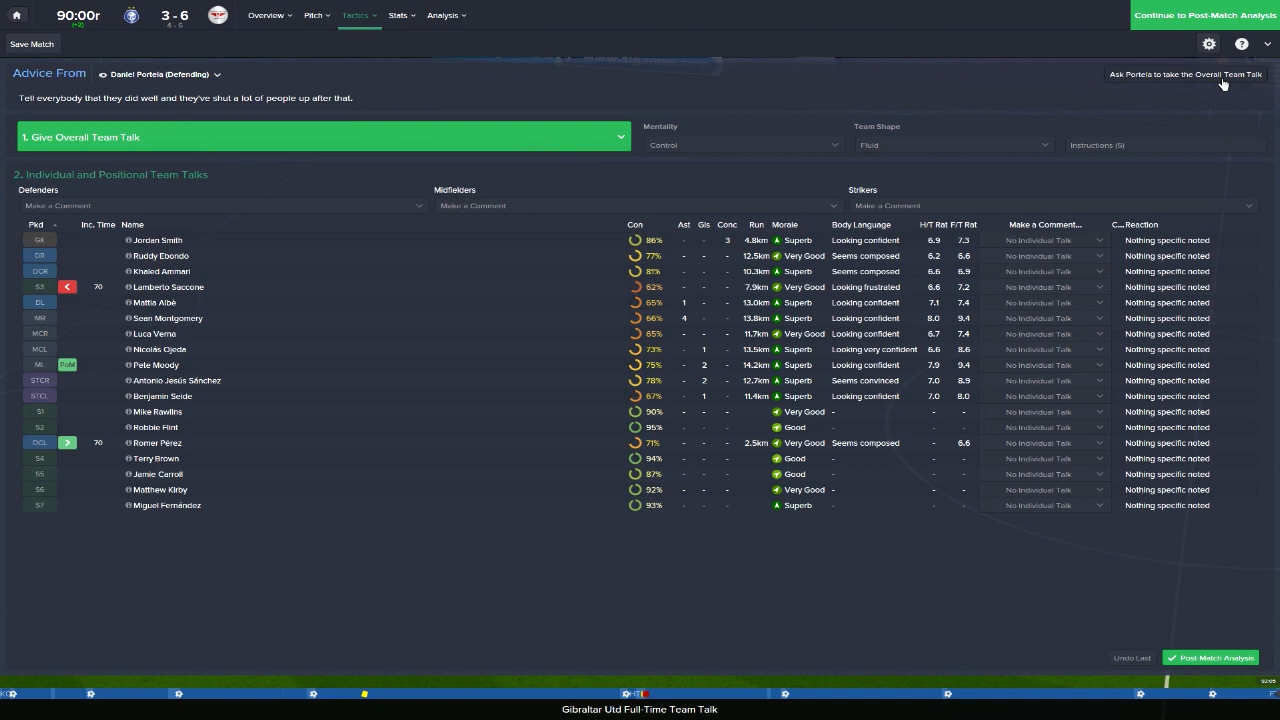 90:00r (+2) 3 - 6 4 - 6 Overview Pitch Tactics Stats Analysis Continue to Post-Match Analysis
Save Match ?
Advice From Daniel Portela (Defending) Ask Portela to take the Overall Team Talk
Tell everybody that they did well and they've shut a lot of people up after that.
Mentality Team Shape
1. Give Overall Team Talk Control Fluid Instructions (5)
2. Individual and Positional Team Talks
Defenders Midfielders Strikers
Make a Comment Make a Comment Make a Comment
Pkd Inc. Time Name Con Ast Gls Conc Run Morale Body Language H/T Rat F/T Rat Make a Comment... C... Reaction
GK Jordan Smith 86% - - 3 4.8km Superb Looking confident 6.9 7.3 No Individual Talk Nothing specific noted
DR Ruddy Ebondo 77% - - - 12.5km Very Good Seems composed 6.2 6.6 No Individual Talk Nothing specific noted
DCR Khaled Ammari 81% - - - 10.3km Superb Seems composed 6.6 6.9 No Individual Talk Nothing specific noted
S3 70 Lamberto Saccone 62% - - - 7.9km Very Good Looking frustrated 6.6 7.2 No Individual Talk Nothing specific noted
DL Mattia Albè 65% 1 - - 13.0km Superb Looking confident 7.1 7.4 No Individual Talk Nothing specific noted
MR Sean Montgomery 66% 4 - - 13.8km Superb Looking confident 8.0 9.4 No Individual Talk Nothing specific noted
MCR Luca Verna 65% - - - 11.7km Very Good Looking confident 6.7 7.4 No Individual Talk Nothing specific noted
MCL Nicolás Ojeda 73% - 1 - 13.5km Superb Looking very confident 6.6 8.6 No Individual Talk Nothing specific noted
ML PoM Pete Moody 75% - 2 - 14.2km Superb Looking confident 7.9 9.4 No Individual Talk Nothing specific noted
STCR Antonio Jesús Sánchez 78% - 2 - 12.7km Superb Seems convinced 7.0 8.9 No Individual Talk Nothing specific noted
STCL Benjamin Seide 67% - 1 - 11.4km Superb Looking confident 7.0 8.0 No Individual Talk Nothing specific noted
S1 Mike Rawlins 90% - - - Very Good - - - No Individual Talk Nothing specific noted
S2 Robbie Flint 95% - - - Good - - - No Individual Talk Nothing specific noted
DCL 70 Romer Pérez 71% - - - 2.5km Very Good Seems composed - 6.6 No Individual Talk Nothing specific noted
S4 Terry Brown 94% - - - Good - - - No Individual Talk Nothing specific noted
S5 Jamie Carroll 87% - - - Good - - - No Individual Talk Nothing specific noted
S6 Matthew Kirby 92% - - - Very Good - - - No Individual Talk Nothing specific noted
S7 Miguel Fernández 93% - - - Superb - - - No Individual Talk Nothing specific noted
Undo Last Post-Match Analysis
KO HT F
Gibraltar Utd Full-Time Team Talk